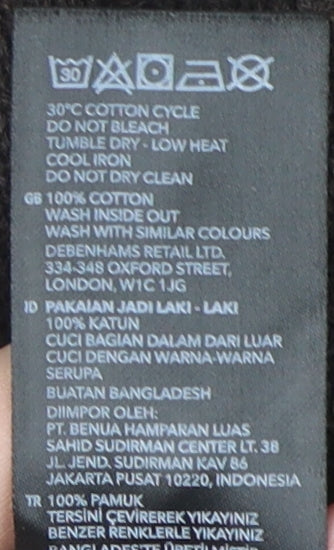 30
30°C COTTON CYCLE
DO NOT BLEACH
TUMBLE DRY - LOW HEAT
COOL IRON
DO NOT DRY CLEAN
GB 100% COTTON
WASH INSIDE OUT
WASH WITH SIMILAR COLOURS
DEBENHAMS RETAIL LTD.
334-348 OXFORD STREET,
LONDON, W1C 1JG
ID PAKAIAN JADI LAKI - LAKI
100% KATUN
CUCI BAGIAN DALAM DARI LUAR
CUCI DENGAN WARNA-WARNA
SERUPA
BUATAN BANGLADESH
DIIMPOR OLEH:
PT. BENUA HAMPARAN LUAS
SAHID SUDIRMAN CENTER LT. 38
JL. JEND. SUDIRMAN KAV 86
JAKARTA PUSAT 10220, INDONESIA
TR 100% PAMUK
TERSİNİ ÇEVİREREK YIKAYINIZ
BENZER RENKLERLE YIKAYINIZ